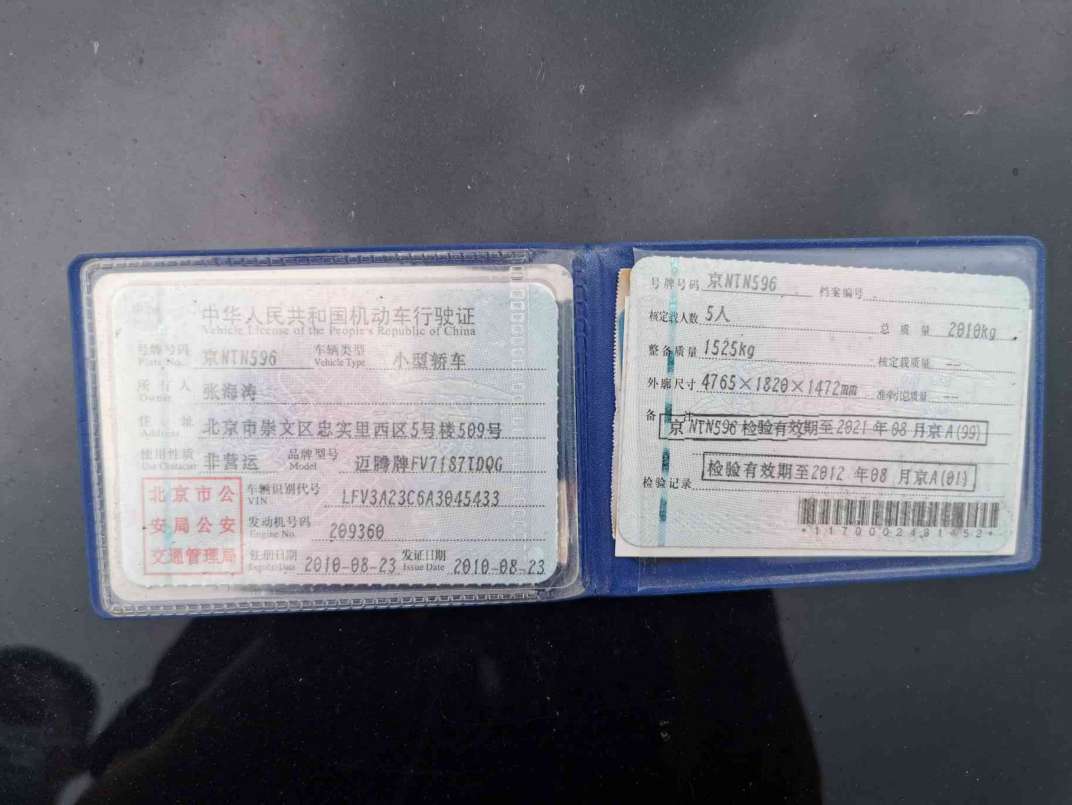 中华人民共和国机动车行驶证
Vehicle License of the People's Republic of China
号牌号码 京NTN596 车辆类型 小型轿车
Plate No. Vehicle Type
所有人 张海涛
Owner
住址 北京市崇文区忠实里西区5号楼509号
Address
使用性质 非营运 品牌型号 迈腾牌FV7187TDQG
Use Character Model
北京市公
安局公安
交通管理局
车辆识别代号 LFV3A23C6A3045433
VIN
发动机号码 209360
Engine No.
注册日期 2010-08-23 发证日期 2010-08-23
Issue Date
号牌号码 京NTN596 档案编号
核定载人数 5人 总质量 2010kg
整备质量 1525kg 核定载质量 --
外廓尺寸 4765×1820×1472 准牵引总质量 --
备注
京NTN596 检验有效期至2021年08月京A(99)
检验记录 检验有效期至2012年08月京A(01)